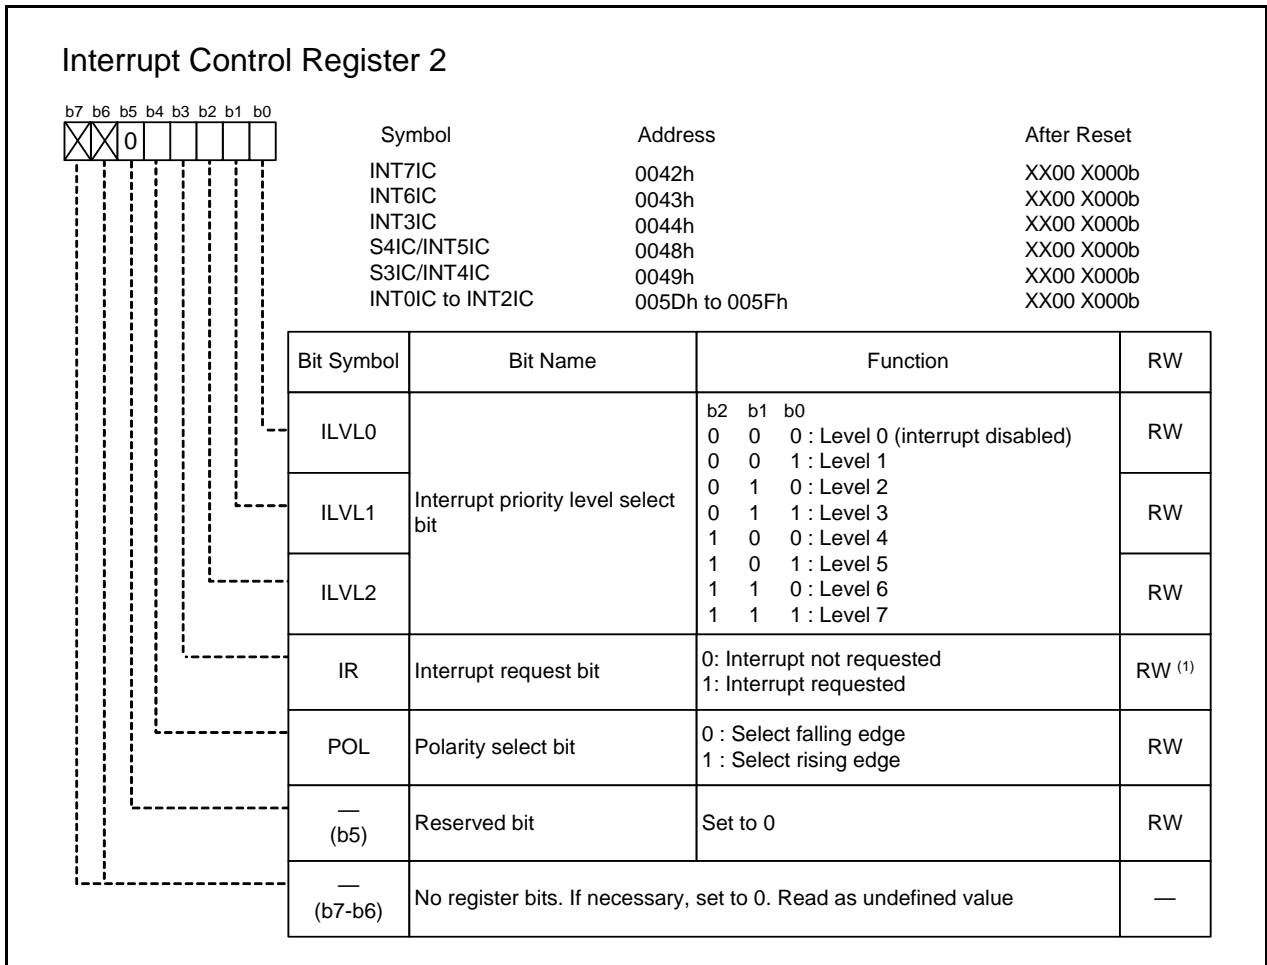 Interrupt Control Register 2
b7 b6 b5 b4 b3 b2 b1 b0
0
Symbol Address After Reset
INT7IC 0042h XX00 X000b
INT6IC 0043h XX00 X000b
INT3IC 0044h XX00 X000b
S4IC/INT5IC 0048h XX00 X000b
S3IC/INT4IC 0049h XX00 X000b
INT0IC to INT2IC 005Dh to 005Fh XX00 X000b
Bit Symbol Bit Name Function RW
ILVL0 RW
ILVL1 RW
ILVL2 RW
Interrupt priority level select
bit
b2 b1 b0
0 0 0 : Level 0 (interrupt disabled)
0 0 1 : Level 1
0 1 0 : Level 2
0 1 1 : Level 3
1 0 0 : Level 4
1 0 1 : Level 5
1 1 0 : Level 6
1 1 1 : Level 7
IR Interrupt request bit
0: Interrupt not requested
1: Interrupt requested
RW (1)
POL Polarity select bit
0 : Select falling edge
1 : Select rising edge
RW
—
(b5)
Reserved bit Set to 0 RW
—
(b7-b6)
No register bits. If necessary, set to 0. Read as undefined value —